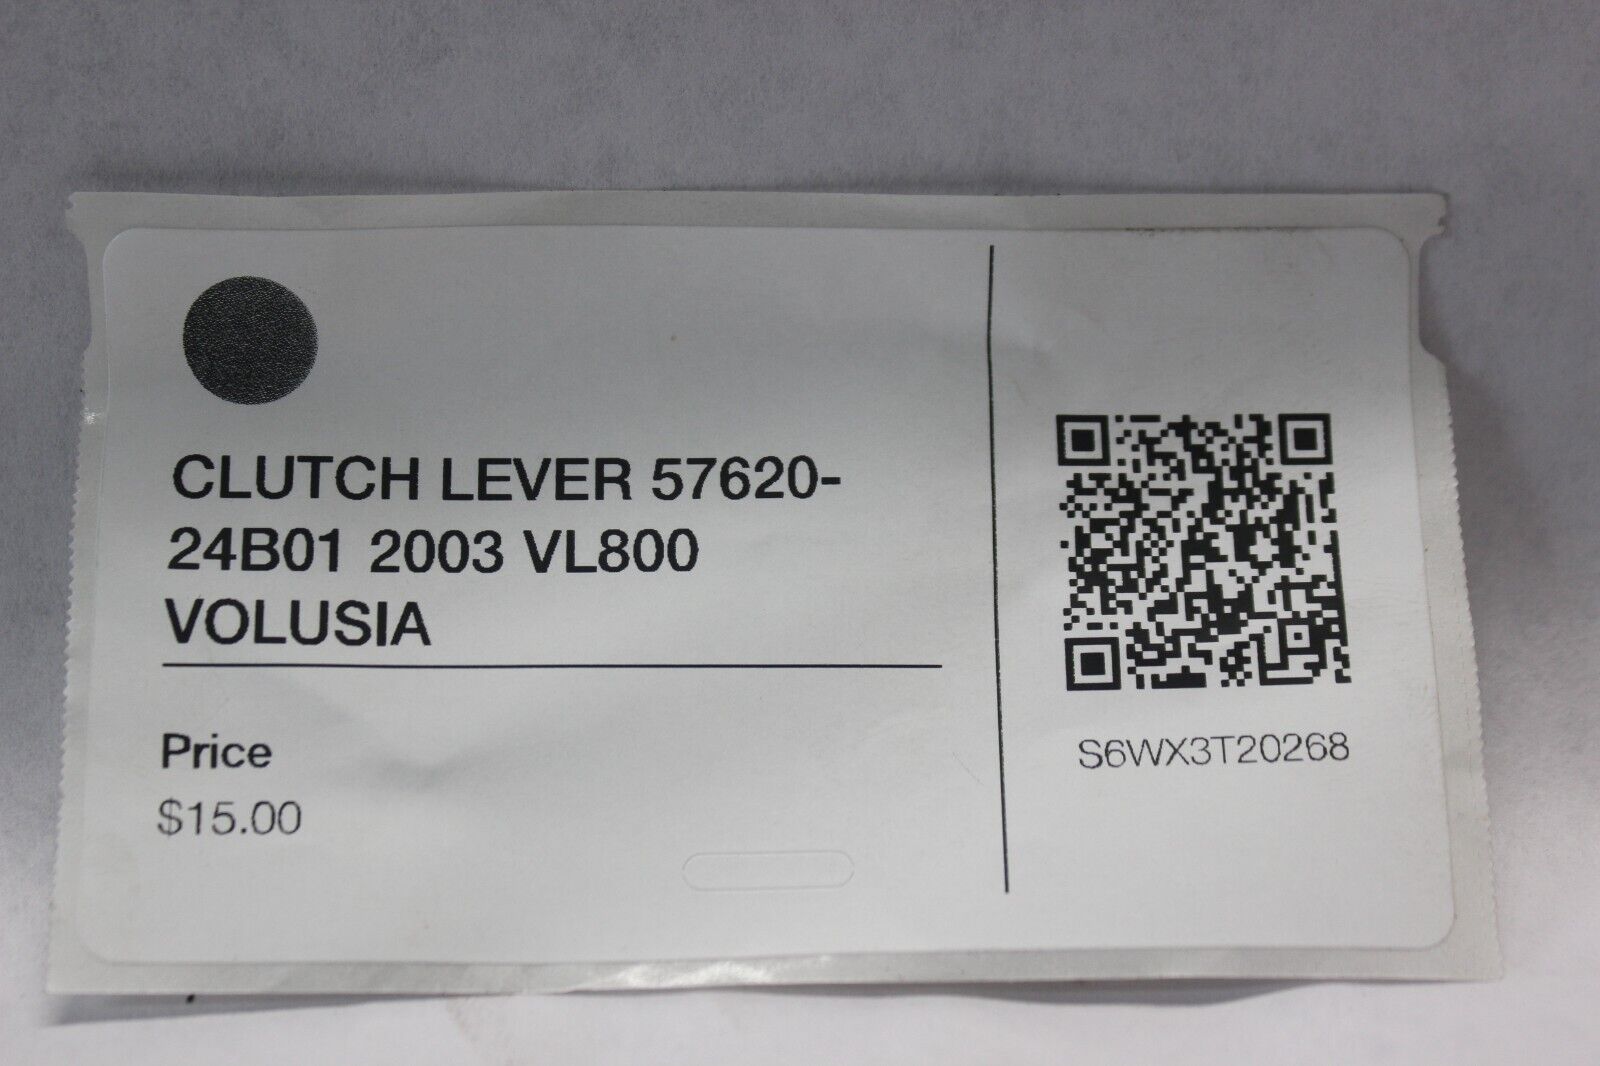 CLUTCH LEVER 57620-
24B01 2003 VL800
VOLUSIA
Price
$15.00
S6WX3T20268